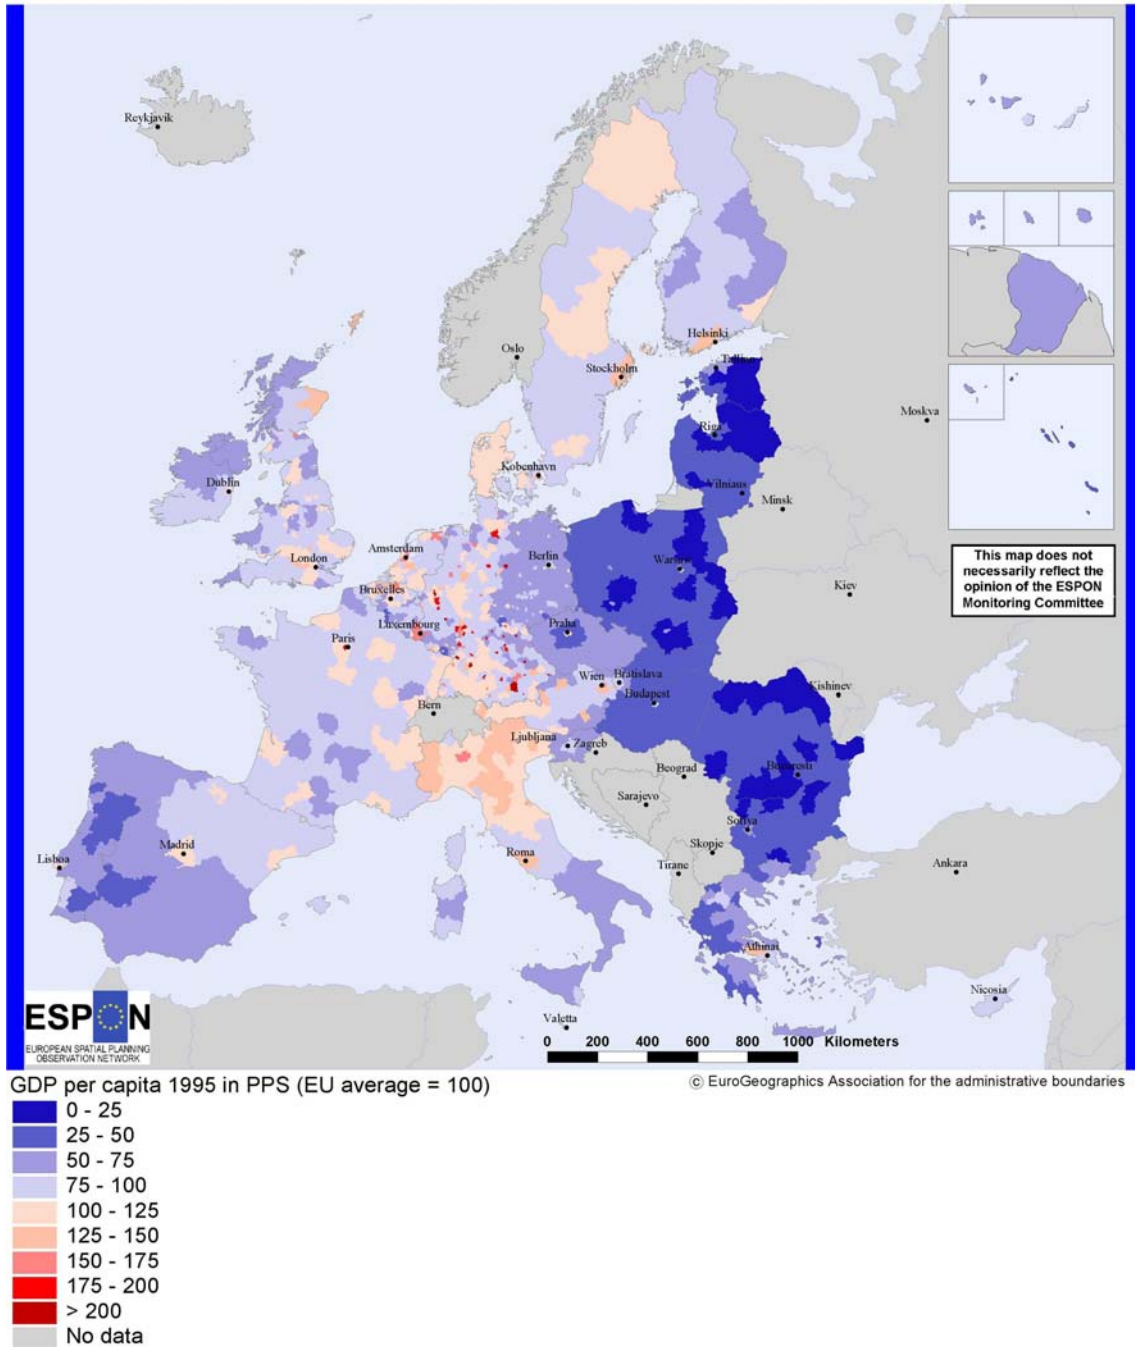 Reykjavik
Oslo
Helsinki
Tallinn
Stockholm
Moskva
Riga
Kobenhavn
Dublin
Vilniaus
Minsk
London
Amsterdam
Berlin
Warsaw
This map does not
necessarily reflect the
opinion of the ESPON
Monitoring Committee
Bruxelles
Kiev
Luxembourg
Praha
Paris
Wien
Bratislava
Budapest
Kishinev
Bern
Ljubljana
Zagreb
Beograd
Bucuresti
Sarajevo
Sofiya
Skopje
Madrid
Roma
Tirane
Ankara
Lisboa
Athinai
Nicosia
ESPON
EUROPEAN SPATIAL PLANNING
OBSERVATION NETWORK
Valetta
0 200 400 600 800 1000 Kilometers
GDP per capita 1995 in PPS (EU average = 100)
© EuroGeographics Association for the administrative boundaries
0 - 25
25 - 50
50 - 75
75 - 100
100 - 125
125 - 150
150 - 175
175 - 200
> 200
No data